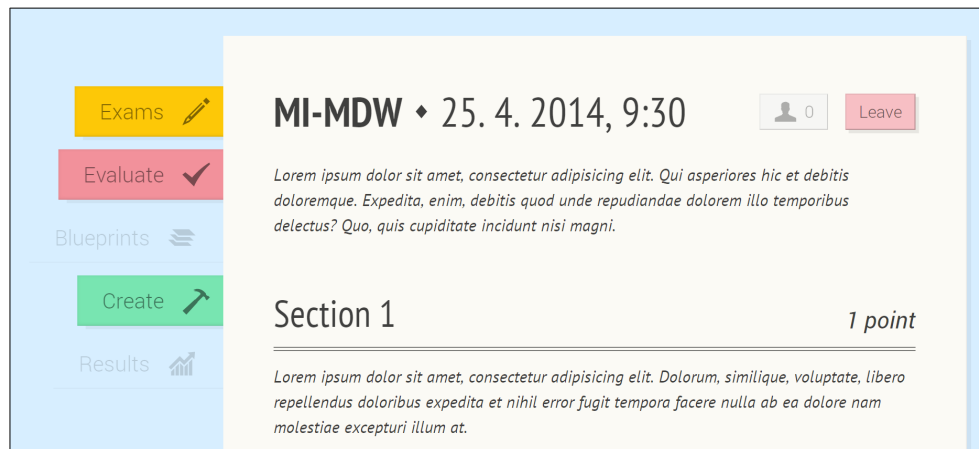 Exams
Evaluate
Blueprints
Create
Results
MI-MDW ◆ 25. 4. 2014, 9:30
0
Leave
Lorem ipsum dolor sit amet, consectetur adipisicing elit. Qui asperiores hic et debitis
doloremque. Expedita, enim, debitis quod unde repudiandae dolorem illo temporibus
delectus? Quo, quis cupiditate incidunt nisi magni.
Section 1
1 point
Lorem ipsum dolor sit amet, consectetur adipisicing elit. Dolorum, similique, voluptate, libero
repellendus doloribus expedita et nihil error fugit tempora facere nulla ab ea dolore nam
molestiae excepturi illum at.